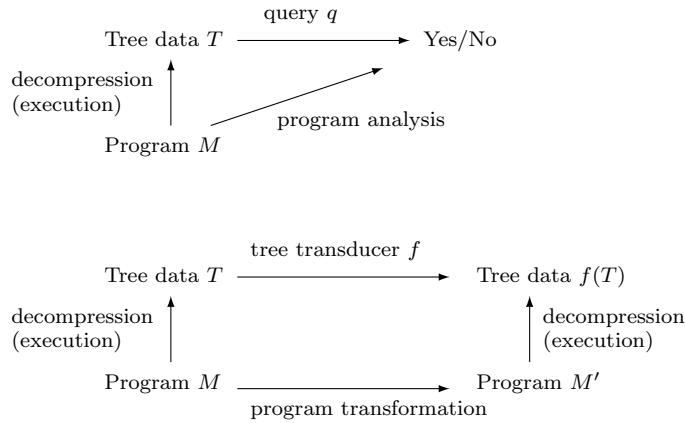 query q
Tree data T
Yes/No
decompression
(execution)
program analysis
Program M
tree transducer f
Tree data T
Tree data f(T)
decompression
(execution)
decompression
(execution)
Program M
Program M′
program transformation